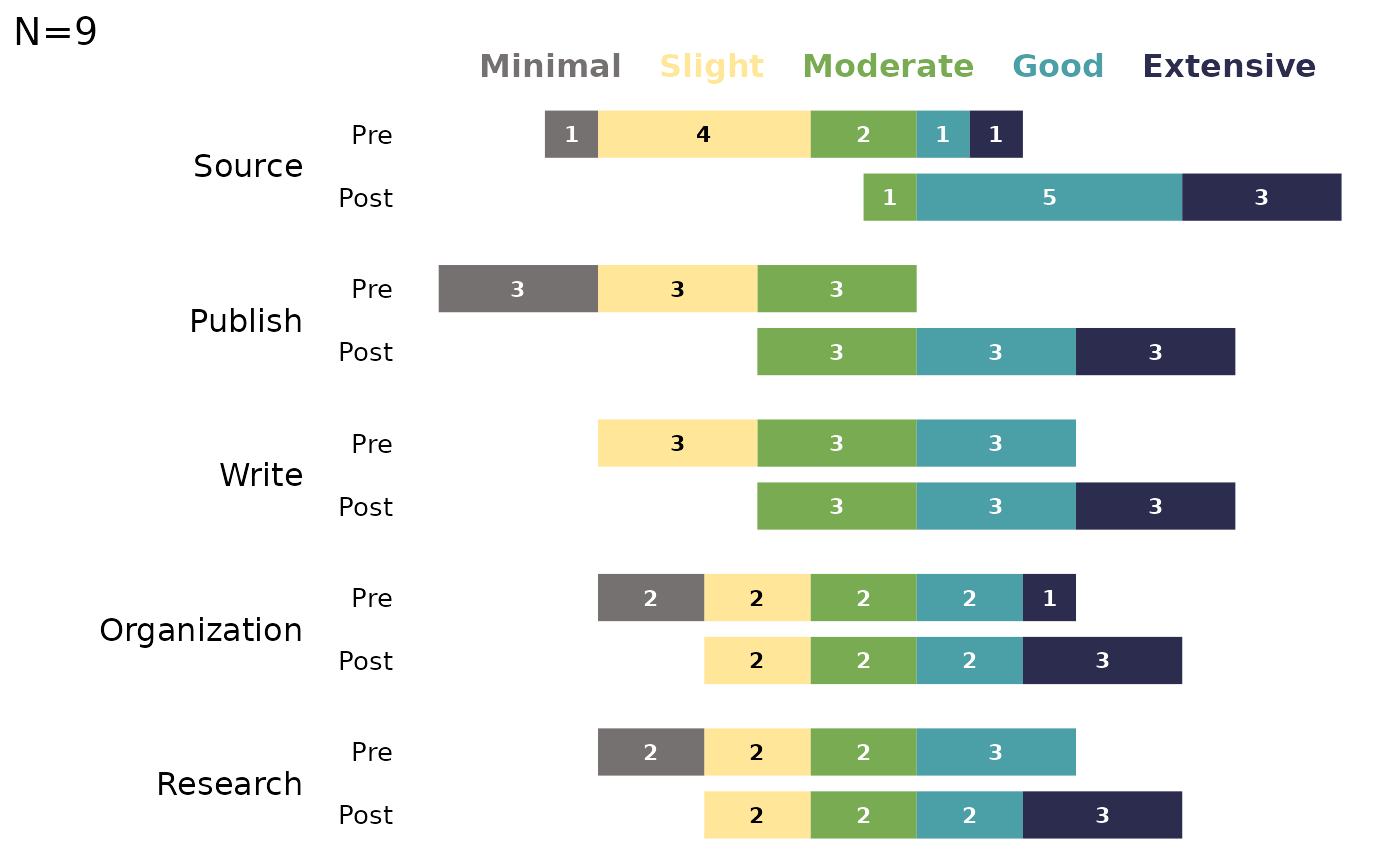 N=9
Minimal Slight Moderate Good Extensive
Source
Pre 1 4 2 1 1
Post 1 5 3
Publish
Pre 3 3 3
Post 3 3 3
Write
Pre 3 3 3
Post 3 3 3
Organization
Pre 2 2 2 2 1
Post 2 2 2 3
Research
Pre 2 2 2 3
Post 2 2 2 3